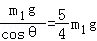 m₁g/cosθ = 5/4 m₁g